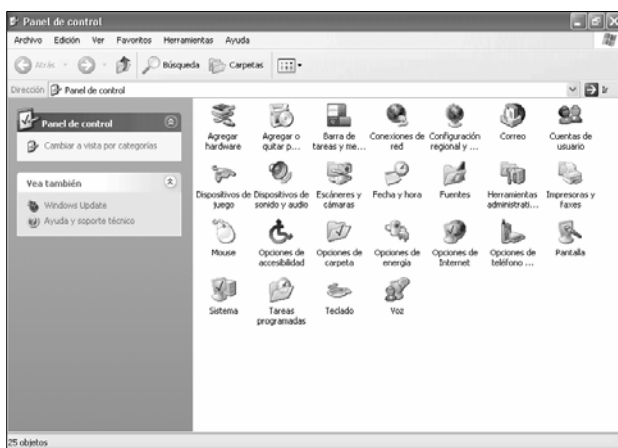 Panel de control
Archivo Edición Ver Favoritos Herramientas Ayuda
Atrás Búsqueda Carpetas
Dirección Panel de control Ir
Panel de control
Cambiar a vista por categorías
Vea también
Windows Update
Ayuda y soporte técnico
Agregar hardware
Agregar o quitar p...
Barra de tareas y me...
Conexiones de red
Configuración regional y ...
Correo
Cuentas de usuario
Dispositivos de juego
Dispositivos de sonido y audio
Escáneres y cámaras
Fecha y hora
Fuentes
Herramientas administrati...
Impresoras y faxes
Mouse
Opciones de accesibilidad
Opciones de carpeta
Opciones de energía
Opciones de Internet
Opciones de teléfono ...
Pantalla
Sistema
Tareas programadas
Teclado
Voz
25 objetos